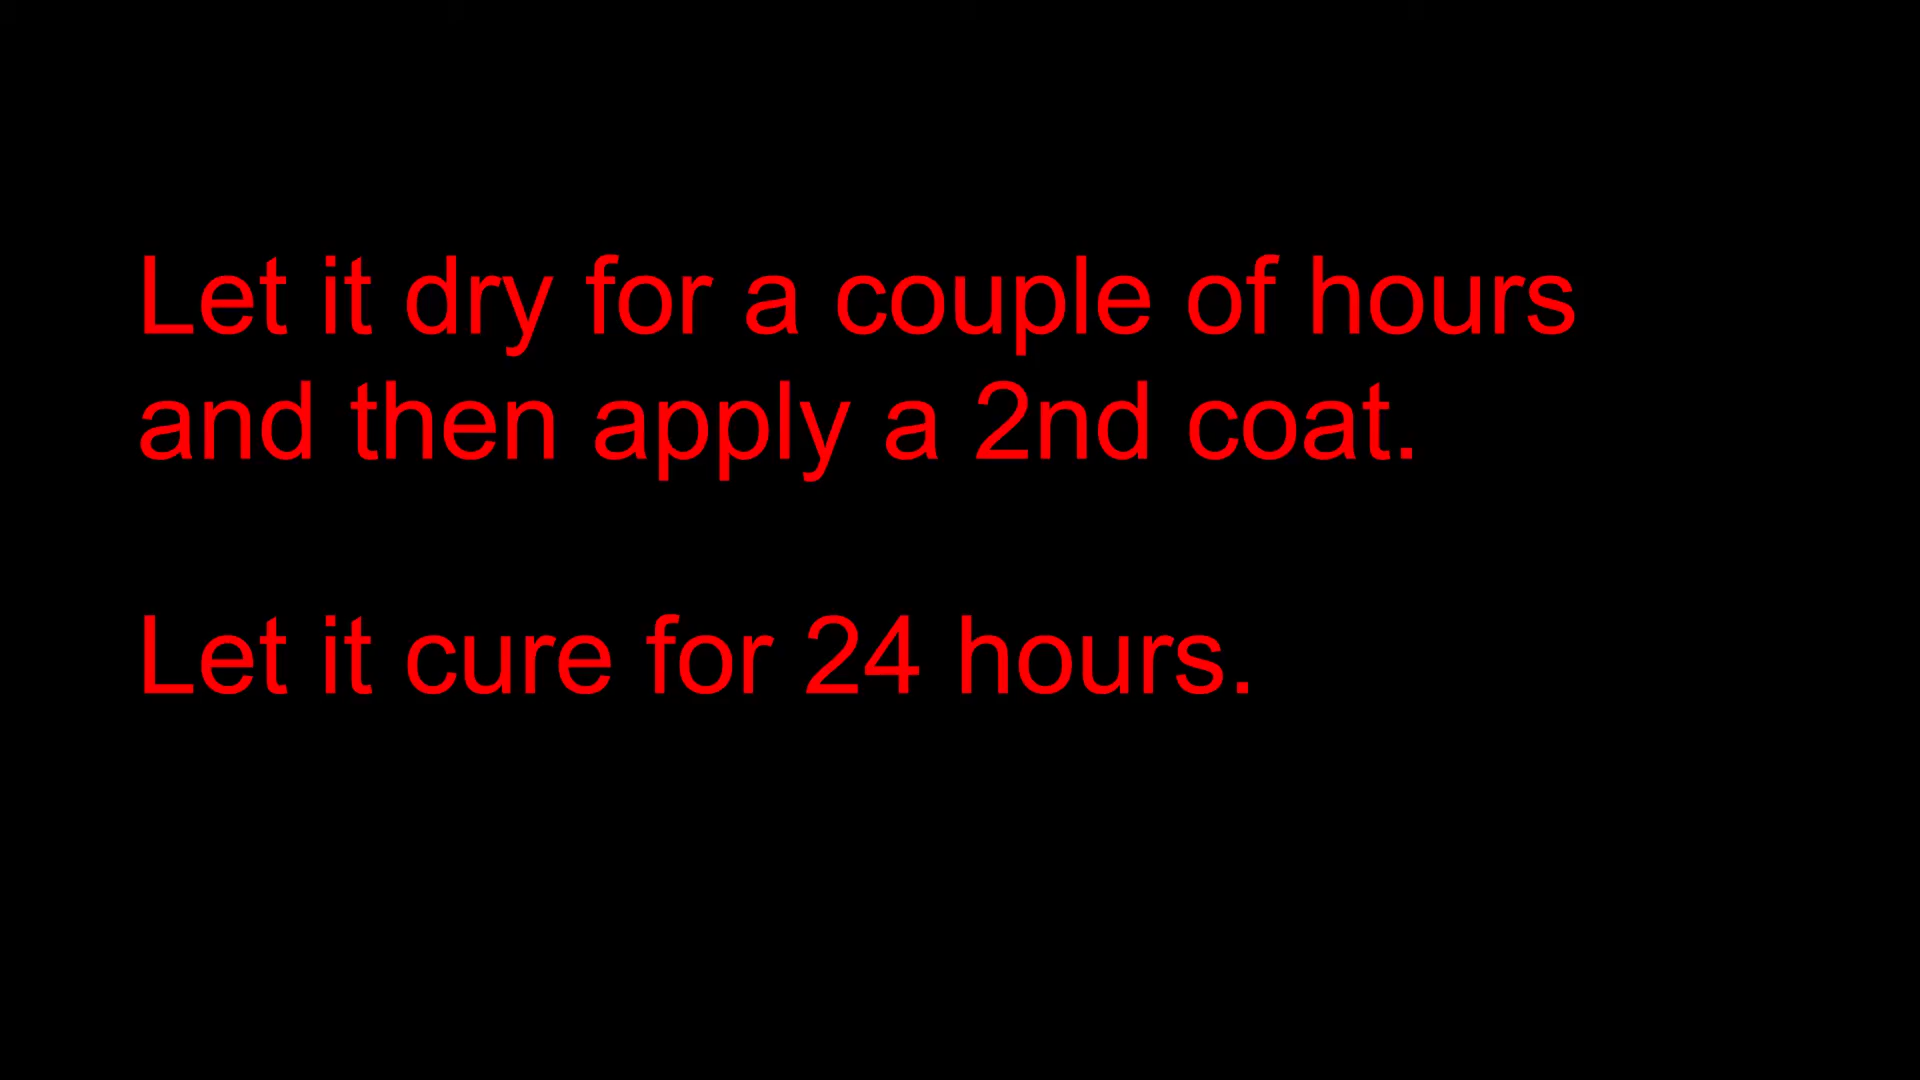 Let it dry for a couple of hours
and then apply a 2nd coat.
Let it cure for 24 hours.